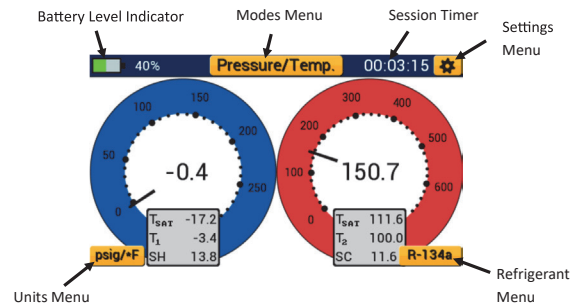 Battery Level Indicator
Modes Menu
Session Timer
Settings
Menu
40%
Pressure/Temp.
00:03:15
0
50
100
150
200
250
-0.4
TSAT -17.2
T1 -3.4
SH 13.8
0
100
200
300
400
500
600
150.7
TSAT 111.6
T2 100.0
SC 11.6
psig/°F
R-134a
Units Menu
Refrigerant
Menu